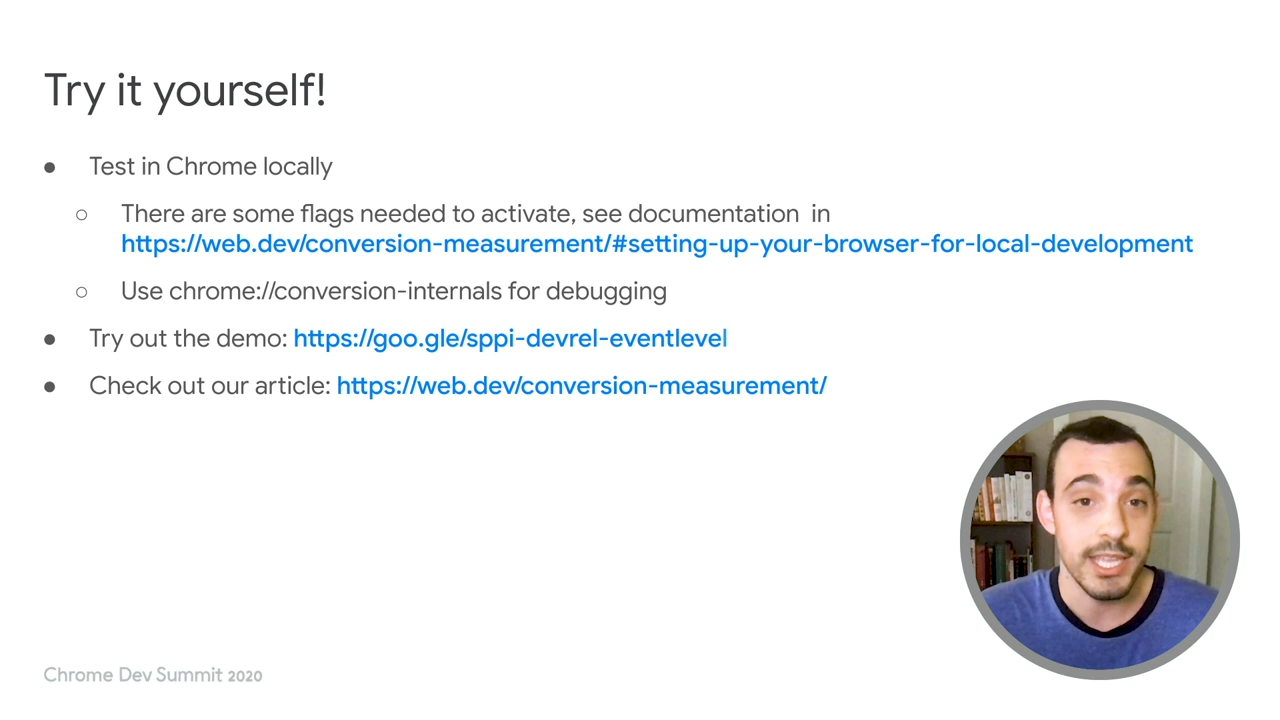 Try it yourself!
● Test in Chrome locally
○ There are some flags needed to activate, see documentation in
https://web.dev/conversion-measurement/#setting-up-your-browser-for-local-development
○ Use chrome://conversion-internals for debugging
● Try out the demo: https://goo.gle/sppi-devrel-eventlevel
● Check out our article: https://web.dev/conversion-measurement/
Chrome Dev Summit 2020